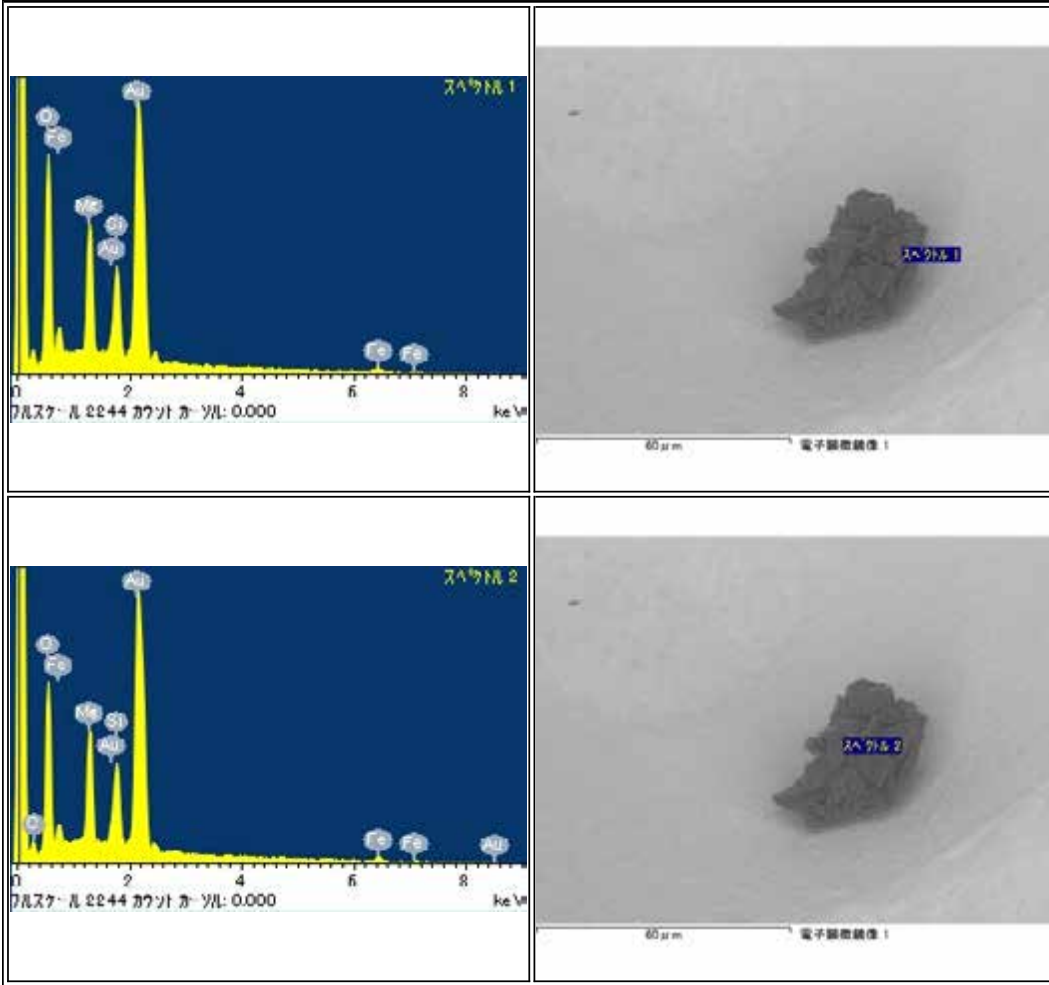 スペクトル 1
Au
O
Fe
Mg
Si
Au
Fe Fe
0 2 4 6 8
フルスケール 2244 カウント カーソル: 0.000 keV
スペクトル 1
60μm 電子顕微鏡像 1
スペクトル 2
Au
O
Fe
Mg
Si
Au
C
Fe Fe Au
0 2 4 6 8
フルスケール 2244 カウント カーソル: 0.000 keV
スペクトル 2
60μm 電子顕微鏡像 1